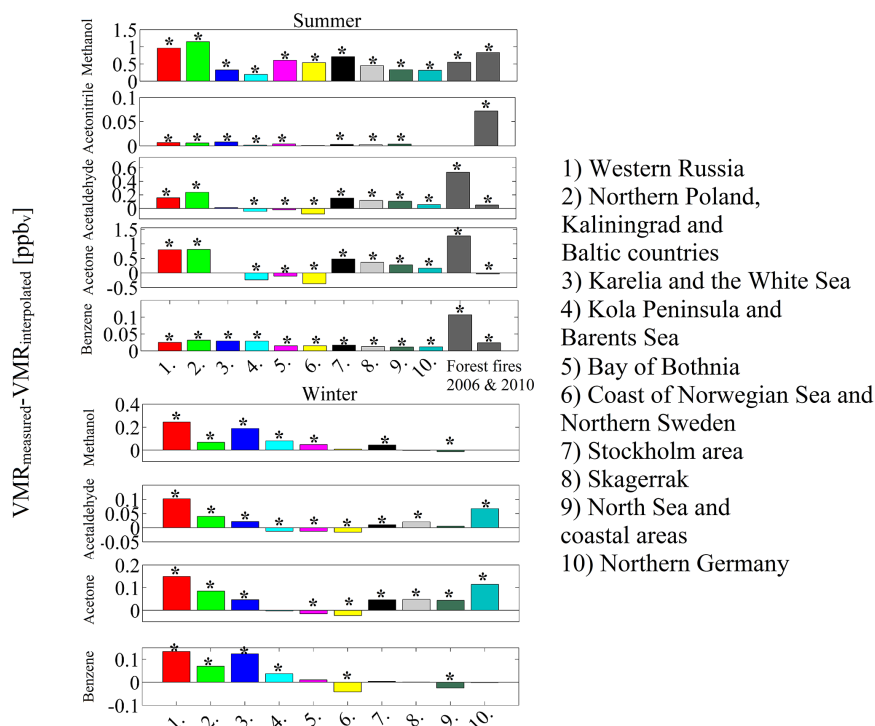 Summer
Methanol
1.5
1
0.5
0
* * * * * * * * * * * *
Acetonitrile
0.1
0.05
0
* * * * * * * * *
Acetaldehyde
0.6
0.4
0.2
0
* * * * * * * * * * *
Acetone
1.5
0.5
0
-0.5
* * * * * * * * * * *
Benzene
0.1
0.05
0
* * * * * * * * * * * *
1. 2. 3. 4. 5. 6. 7. 8. 9. 10.
Forest fires
2006 & 2010
VMRmeasured-VMRinterpolated [ppbv]
Winter
Methanol
0.4
0.2
0
* * * * * * *
Acetaldehyde
0.1
0.05
0
-0.05
* * * * * * * * *
Acetone
0.2
0.1
0
* * * * * * * * *
Benzene
0.1
0
-0.1
* * * * * *
1. 2. 3. 4. 5. 6. 7. 8. 9. 10.
1) Western Russia
2) Northern Poland,
Kaliningrad and
Baltic countries
3) Karelia and the White Sea
4) Kola Peninsula and
Barents Sea
5) Bay of Bothnia
6) Coast of Norwegian Sea and
Northern Sweden
7) Stockholm area
8) Skagerrak
9) North Sea and
coastal areas
10) Northern Germany